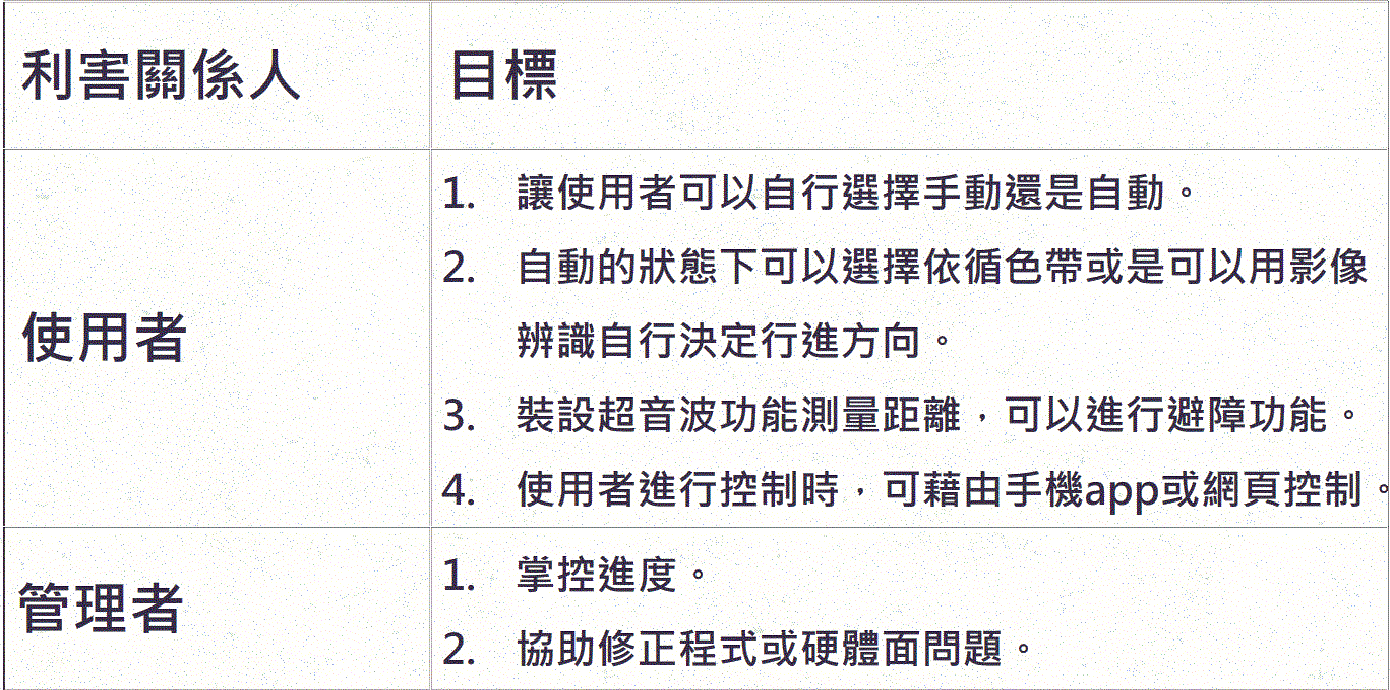 利害關係人 目標
使用者
1. 讓使用者可以自行選擇手動還是自動。
2. 自動的狀態下可以選擇依循色帶或是可以用影像
辨識自行決定行進方向。
3. 裝設超音波功能測量距離，可以進行避障功能。
4. 使用者進行控制時，可藉由手機app或網頁控制。
管理者
1. 掌控進度。
2. 協助修正程式或硬體面問題。